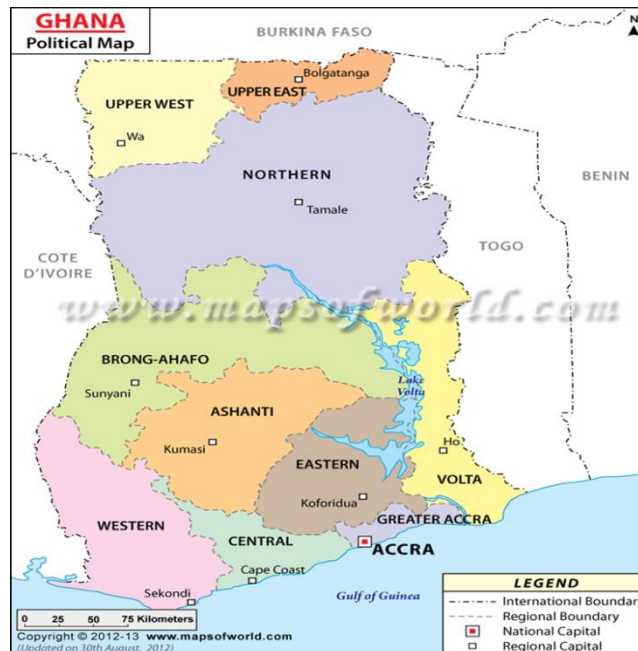 GHANA
Political Map
BURKINA FASO
N
Bolgatanga
UPPER EAST
UPPER WEST
Wa
NORTHERN
BENIN
Tamale
COTE
D'IVOIRE
TOGO
www.mapsofworld.com
BRONG-AHAFO
Sunyani
Lake
Volta
ASHANTI
Kumasi
Ho
EASTERN
VOLTA
Koforidua
WESTERN
GREATER ACCRA
CENTRAL
ACCRA
Cape Coast
Sekondi
Gulf of Guinea
0 25 50 75 Kilometers
Copyright © 2012-13 www.mapsofworld.com
(Updated on 30th August, 2012)
LEGEND
International Boundar
Regional Boundary
National Capital
Regional Capital